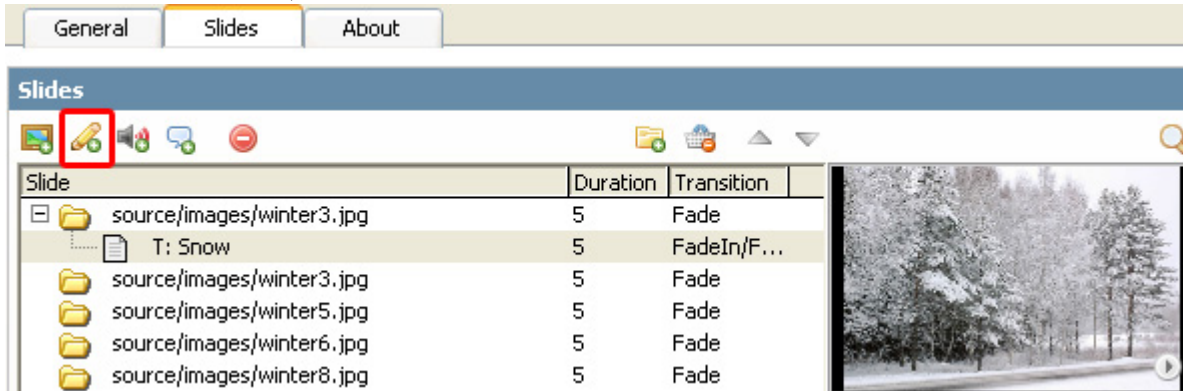 General Slides About
Slides
Slide Duration Transition
source/images/winter3.jpg 5 Fade
T: Snow 5 FadeIn/F...
source/images/winter3.jpg 5 Fade
source/images/winter5.jpg 5 Fade
source/images/winter6.jpg 5 Fade
source/images/winter8.jpg 5 Fade